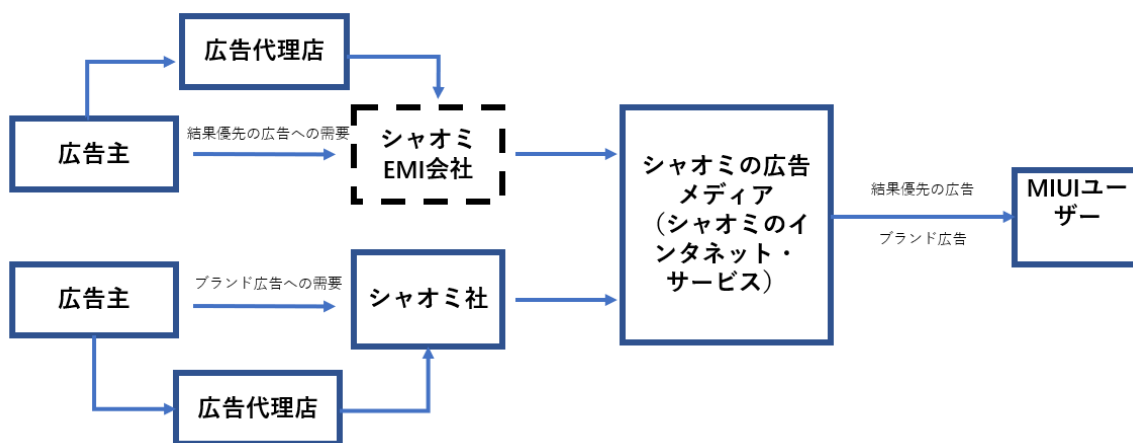 広告代理店
広告主
結果優先の広告への需要
シャオミ
EMI会社
シャオミの広告
メディア
（シャオミのイ
ンタネット・
サービス）
結果優先の広告
ブランド広告
MIUIユー
ザー
広告主
ブランド広告への需要
シャオミ社
広告代理店